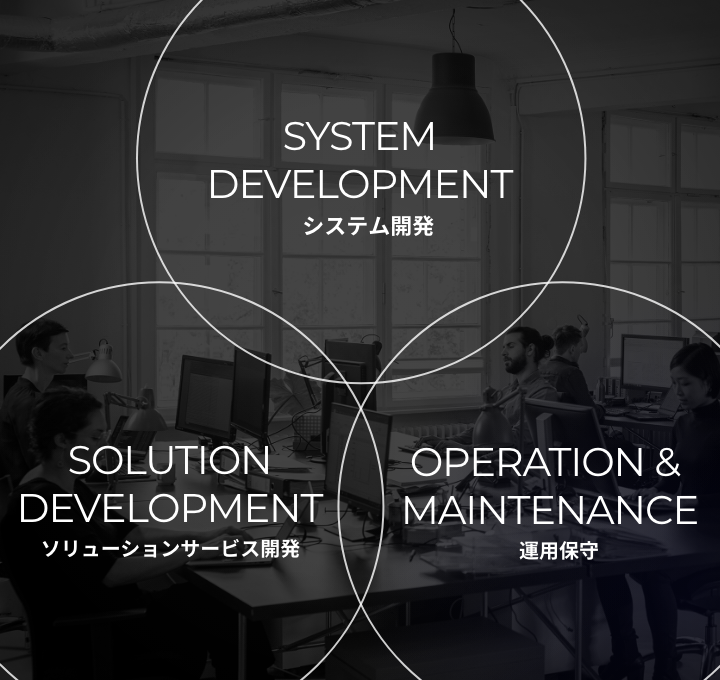 SYSTEM
DEVELOPMENT
システム開発
SOLUTION
DEVELOPMENT
ソリューションサービス開発
OPERATION &
MAINTENANCE
運用保守